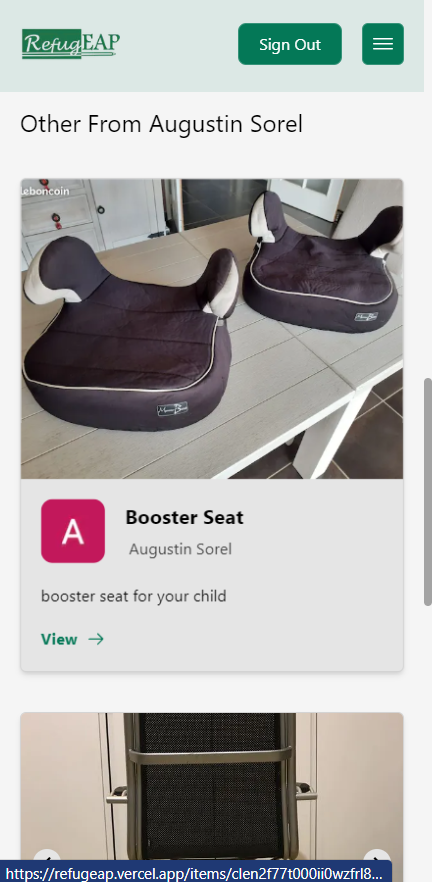 RefugEAP
Sign Out
Other From Augustin Sorel
leboncoin
A
Booster Seat
Augustin Sorel
booster seat for your child
View
https://refugeap.vercel.app/items/clen2f77t000ii0wzfrl8...